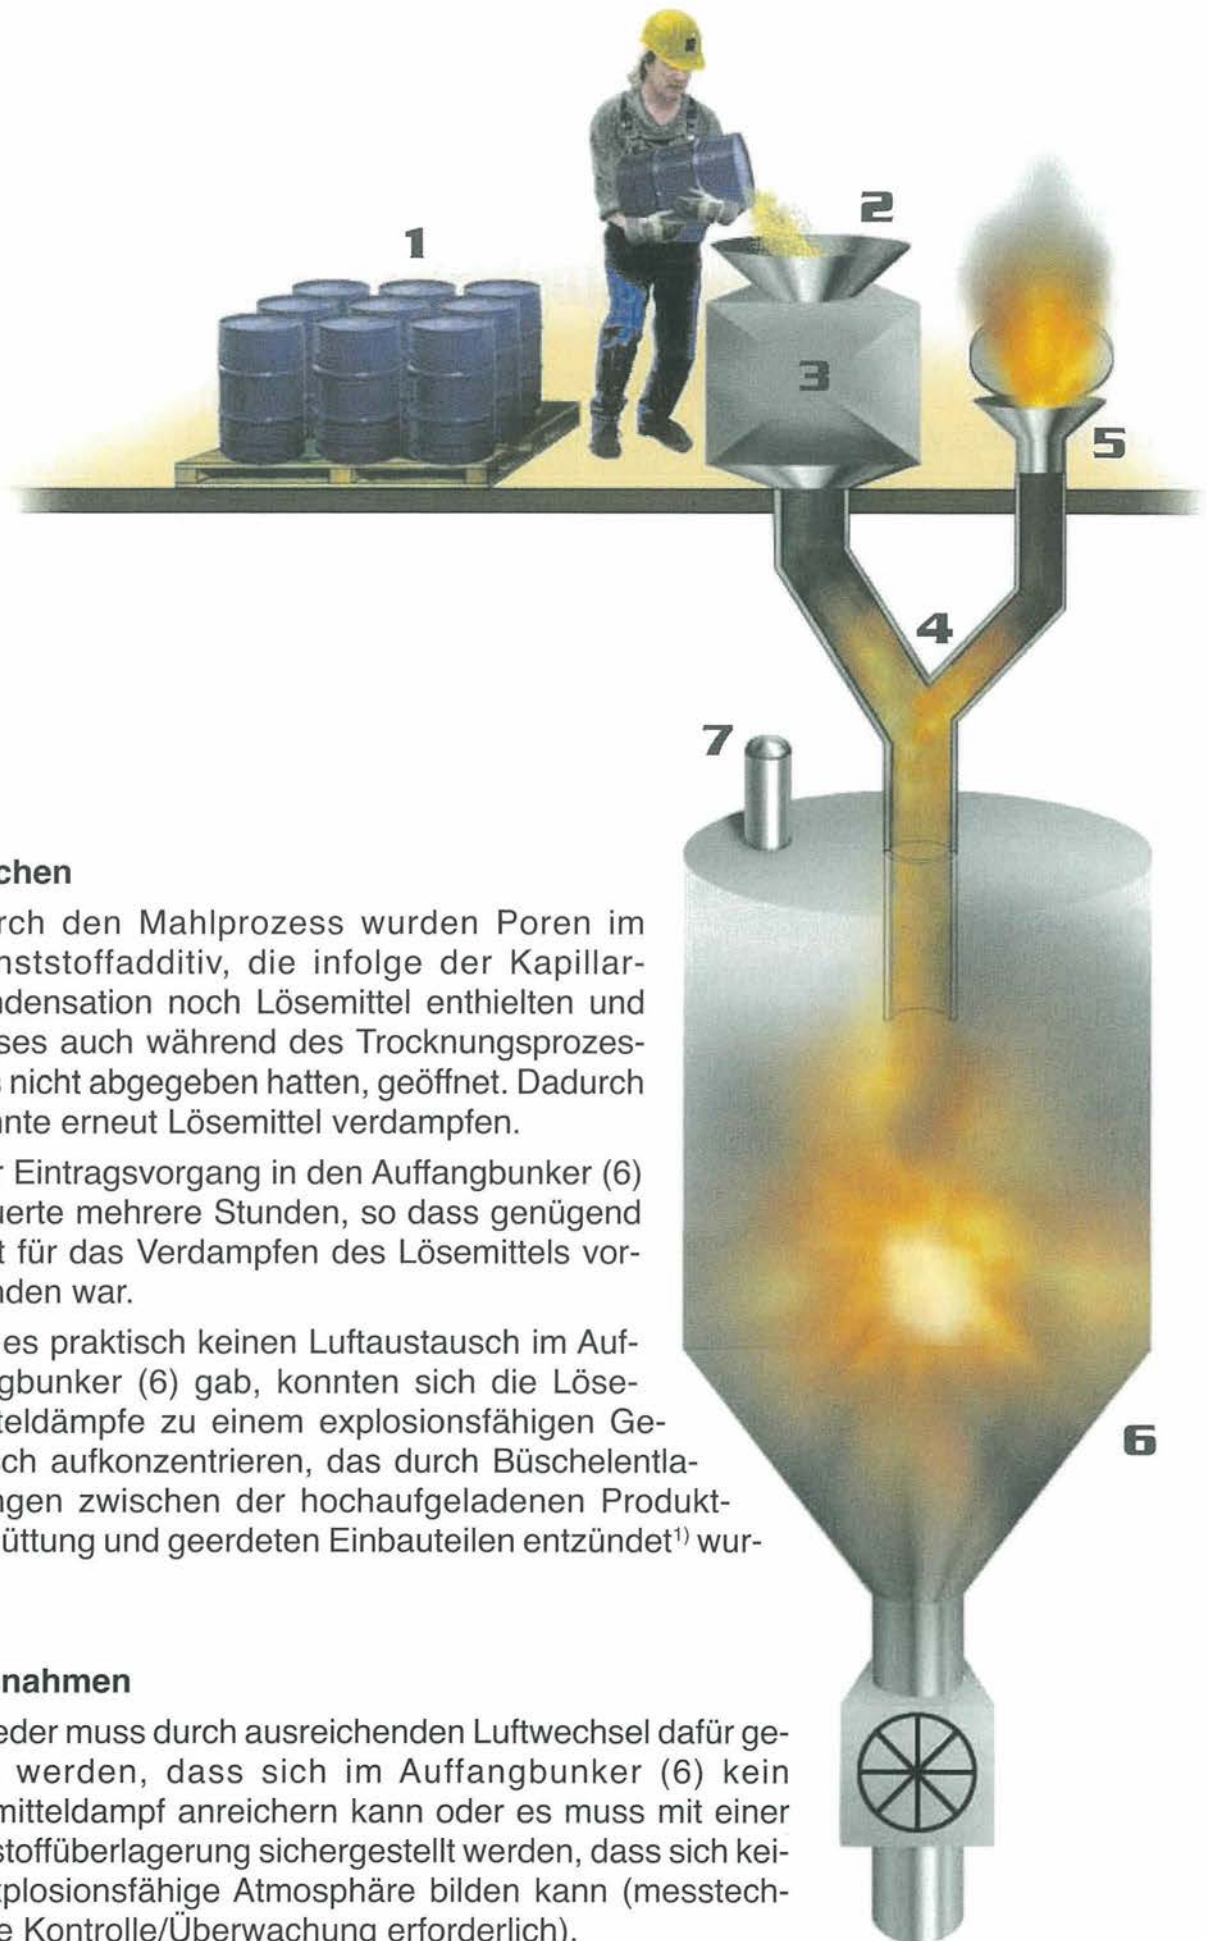 1
2
3
5
4
7
chen
rch den Mahlprozess wurden Poren im
nststoffadditiv, die infolge der Kapillar-
ndensation noch Lösemittel enthielten und
ses auch während des Trocknungsprozes-
s nicht abgegeben hatten, geöffnet. Dadurch
nnte erneut Lösemittel verdampfen.
r Eintragsvorgang in den Auffangbunker (6)
uerte mehrere Stunden, so dass genügend
t für das Verdampfen des Lösemittels vor-
nden war.
es praktisch keinen Luftaustausch im Auf-
gbunker (6) gab, konnten sich die Löse-
teldämpfe zu einem explosionsfähigen Ge-
ch aufkonzentrieren, das durch Büschelentla-
ngen zwischen der hochaufgeladenen Produkt-
üttung und geerdeten Einbauteilen entzündet¹⁾ wur-
6
nahmen
eder muss durch ausreichenden Luftwechsel dafür ge-
werden, dass sich im Auffangbunker (6) kein
mitteldampf anreichern kann oder es muss mit einer
stoffüberlagerung sichergestellt werden, dass sich kei-
xplosionsfähige Atmosphäre bilden kann (messtech-
e Kontrolle/Überwachung erforderlich).